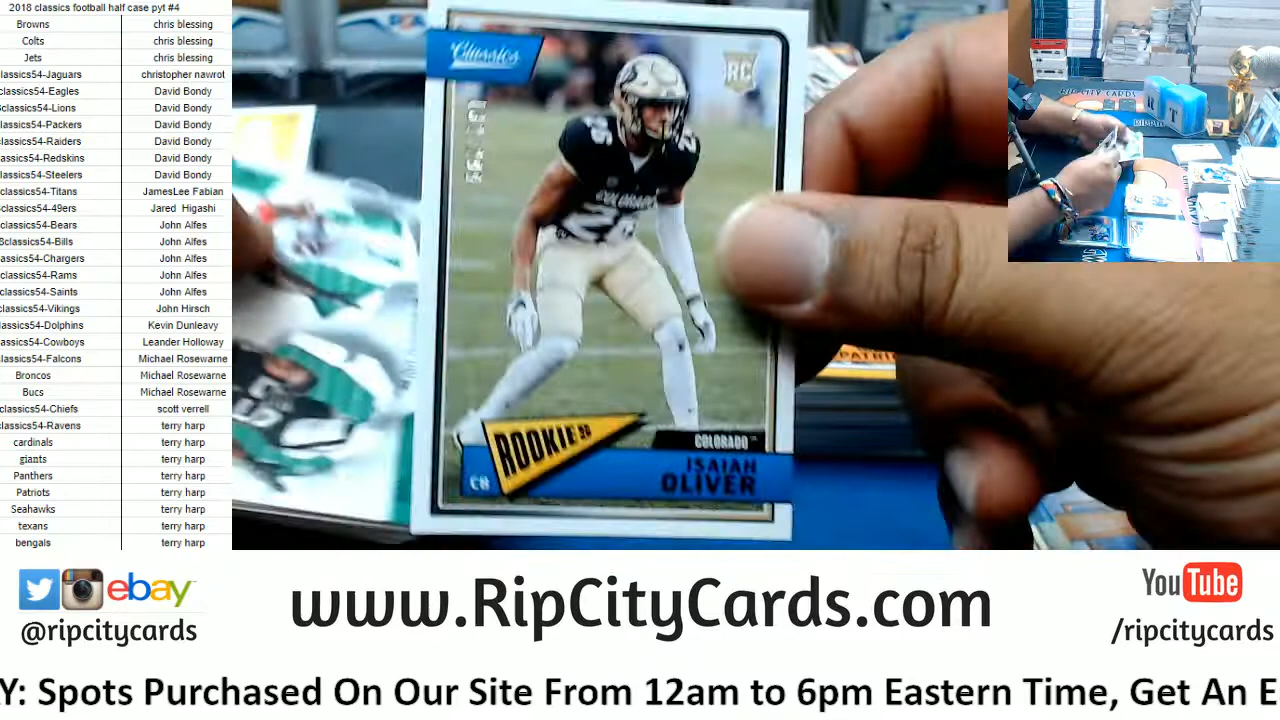 2018 classics football half case pyt #4
Browns chris blessing
Colts chris blessing
Jets chris blessing
classics54-Jaguars christopher nawrot
classics54-Eagles David Bondy
classics54-Lions David Bondy
classics54-Packers David Bondy
classics54-Raiders David Bondy
classics54-Redskins David Bondy
classics54-Steelers David Bondy
classics54-Titans JamesLee Fabian
classics54-49ers Jared Higashi
classics54-Bears John Alfes
8classics54-Bills John Alfes
classics54-Chargers John Alfes
classics54-Rams John Alfes
classics54-Saints John Alfes
classics54-Vikings John Hirsch
classics54-Dolphins Kevin Dunleavy
classics54-Cowboys Leander Holloway
classics54-Falcons Michael Rosewarne
Broncos Michael Rosewarne
Bucs Michael Rosewarne
classics54-Chiefs scott verrell
classics54-Ravens terry harp
cardinals terry harp
giants terry harp
Panthers terry harp
Patriots terry harp
Seahawks terry harp
texans terry harp
bengals terry harp
Classics
RC
COLORADO
26
ROOKIE
COLORADO
CB
ISAIAH
OLIVER
RIP CITY CARDS
R
T
ebay
@ripcitycards
www.RipCityCards.com
YouTube
/ripcitycards
Y: Spots Purchased On Our Site From 12am to 6pm Eastern Time, Get An E